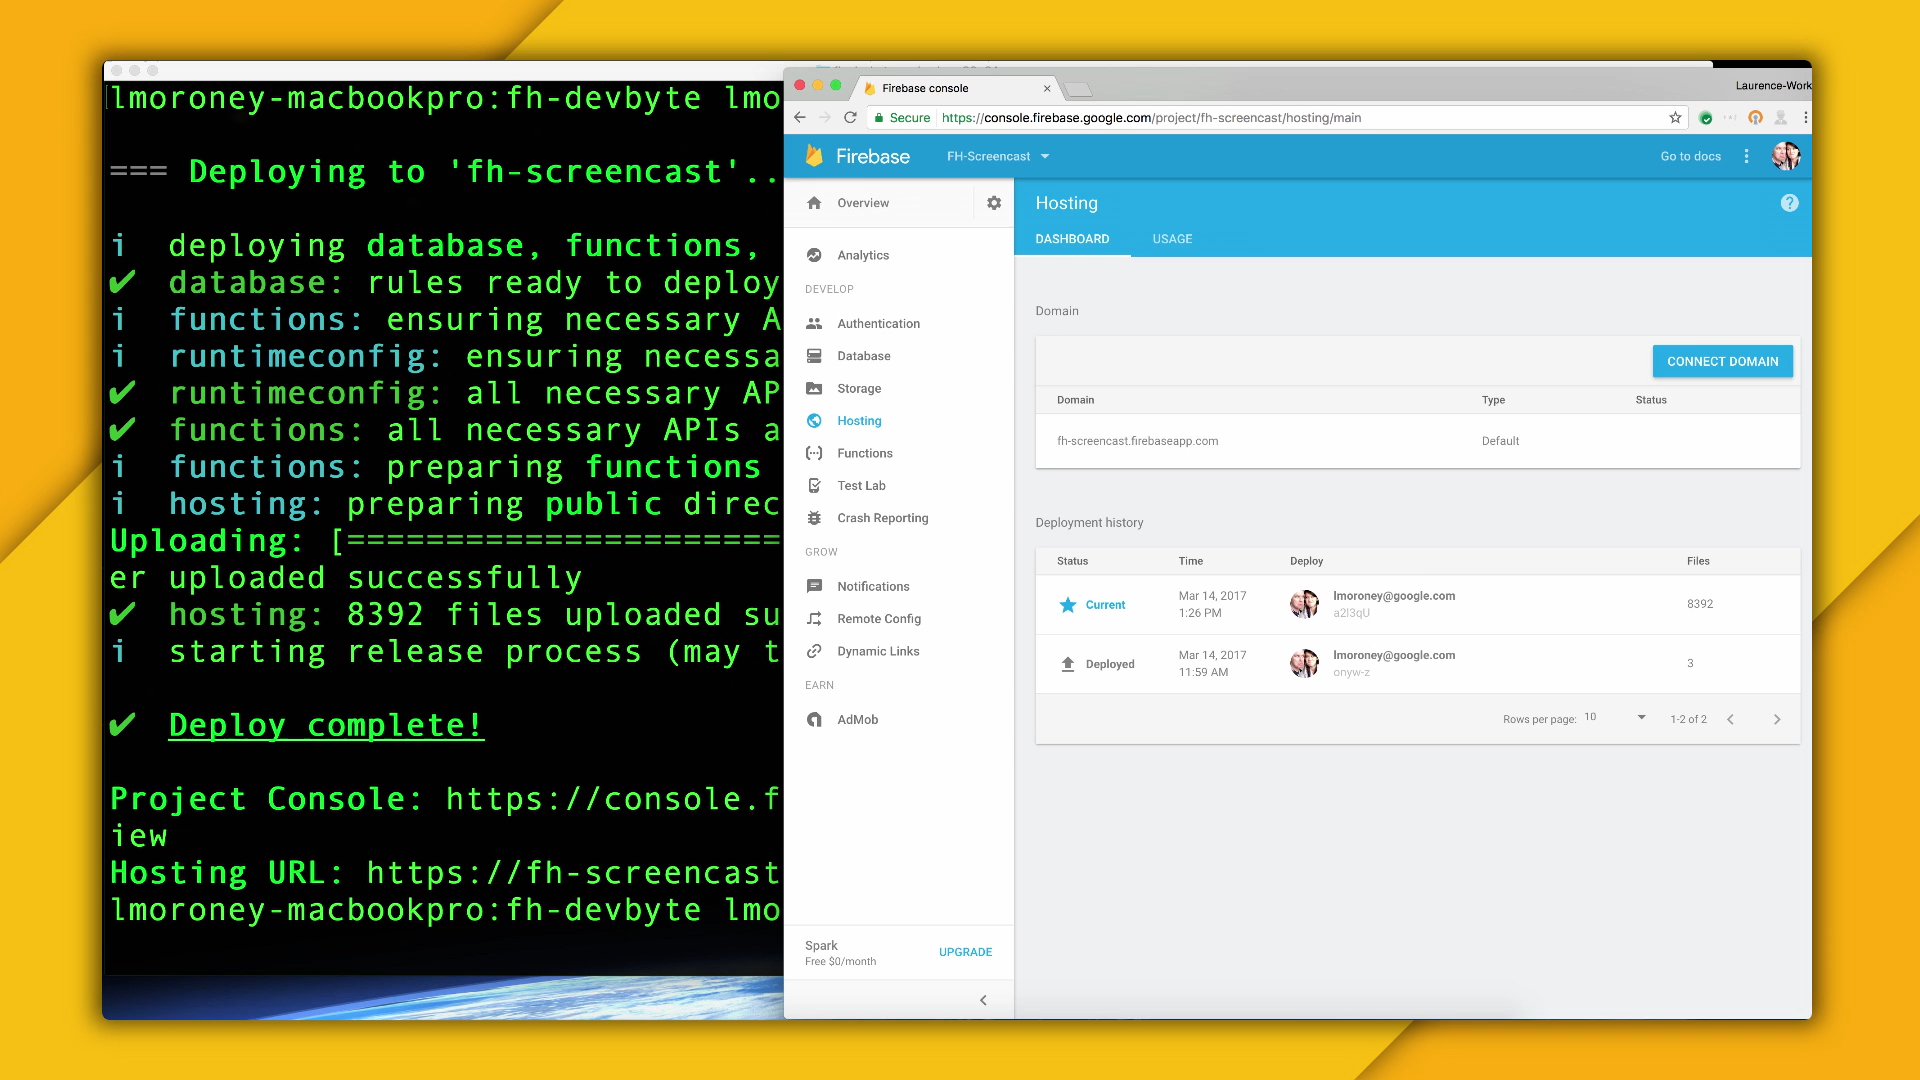 lmoroney-macbookpro:fh-devbyte lmo
=== Deploying to 'fh-screencast'..
i deploying database, functions,
✔ database: rules ready to deploy
i functions: ensuring necessary A
i runtimeconfig: ensuring necessa
✔ runtimeconfig: all necessary AP
✔ functions: all necessary APIs a
i functions: preparing functions
i hosting: preparing public direc
Uploading: [======================
er uploaded successfully
✔ hosting: 8392 files uploaded su
i starting release process (may t
✔ Deploy complete!
Project Console: https://console.f
iew
Hosting URL: https://fh-screencast
lmoroney-macbookpro:fh-devbyte lmo
Firebase console
Laurence-Work
Secure https://console.firebase.google.com/project/fh-screencast/hosting/main
Firebase FH-Screencast Go to docs
Overview
Analytics
DEVELOP
Authentication
Database
Storage
Hosting
Functions
Test Lab
Crash Reporting
GROW
Notifications
Remote Config
Dynamic Links
EARN
AdMob
Spark
Free $0/month
UPGRADE
Hosting
DASHBOARD USAGE
Domain
CONNECT DOMAIN
Domain Type Status
fh-screencast.firebaseapp.com Default
Deployment history
Status Time Deploy Files
Current Mar 14, 2017 1:26 PM lmoroney@google.com a2l3qU 8392
Deployed Mar 14, 2017 11:59 AM lmoroney@google.com onyw-z 3
Rows per page: 10 1-2 of 2